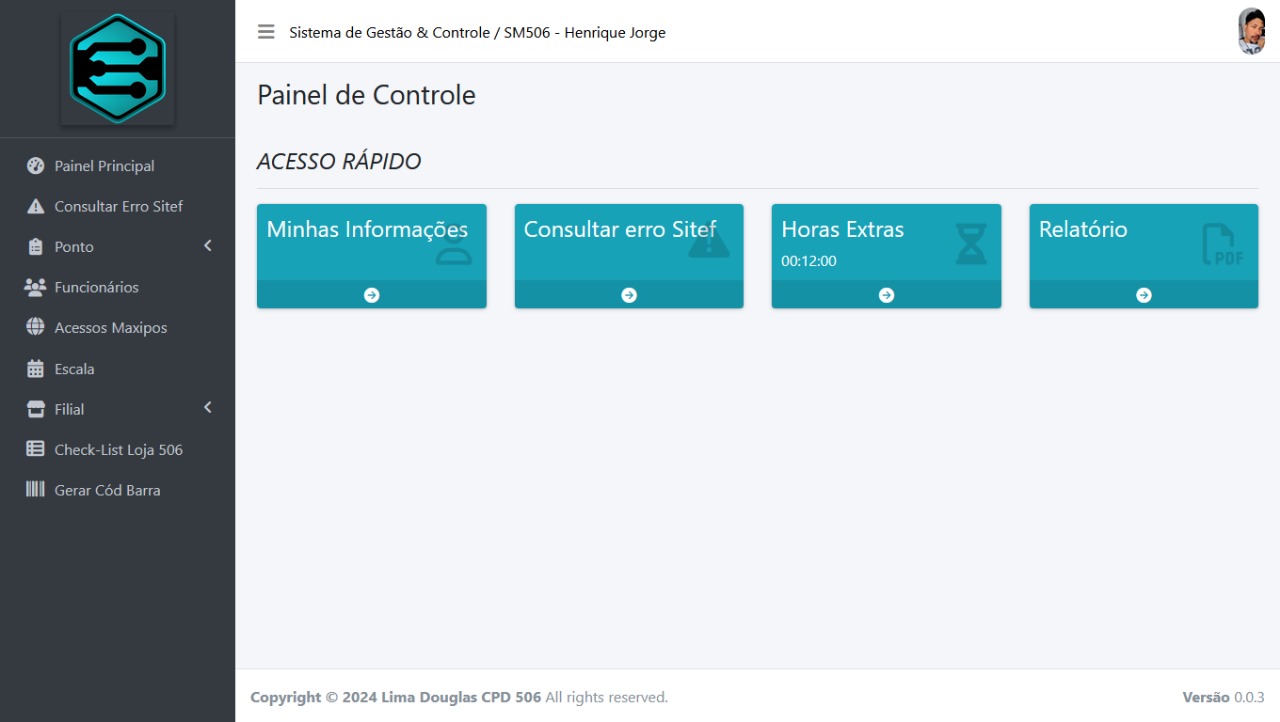 Sistema de Gestão & Controle / SM506 - Henrique Jorge
Painel Principal
Consultar Erro Sitef
Ponto
Funcionários
Acessos Maxipos
Escala
Filial
Check-List Loja 506
Gerar Cód Barra
Painel de Controle
ACESSO RÁPIDO
Minhas Informações
Consultar erro Sitef
Horas Extras
00:12:00
Relatório
PDF
Copyright © 2024 Lima Douglas CPD 506 All rights reserved.
Versão 0.0.3